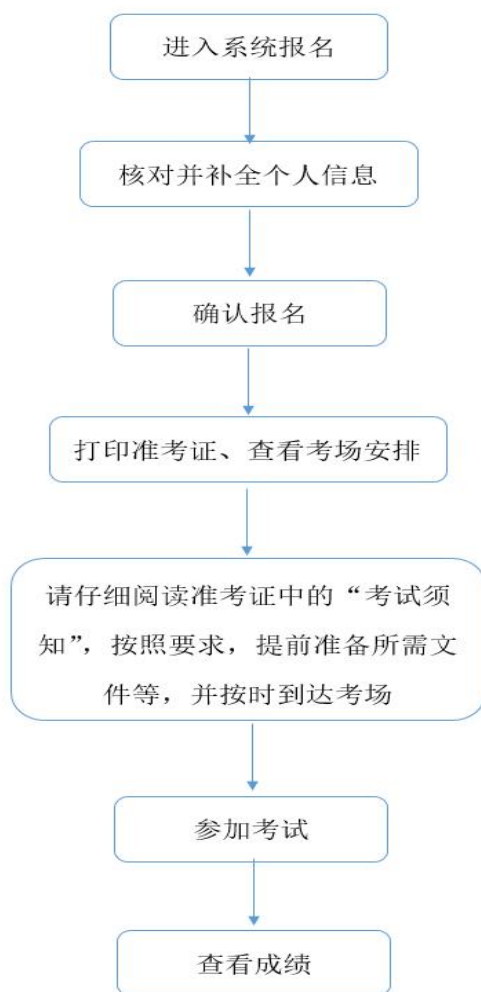 进入系统报名
核对并补全个人信息
确认报名
打印准考证、查看考场安排
请仔细阅读准考证中的“考试须
知”，按照要求，提前准备所需文
件等，并按时到达考场
参加考试
查看成绩